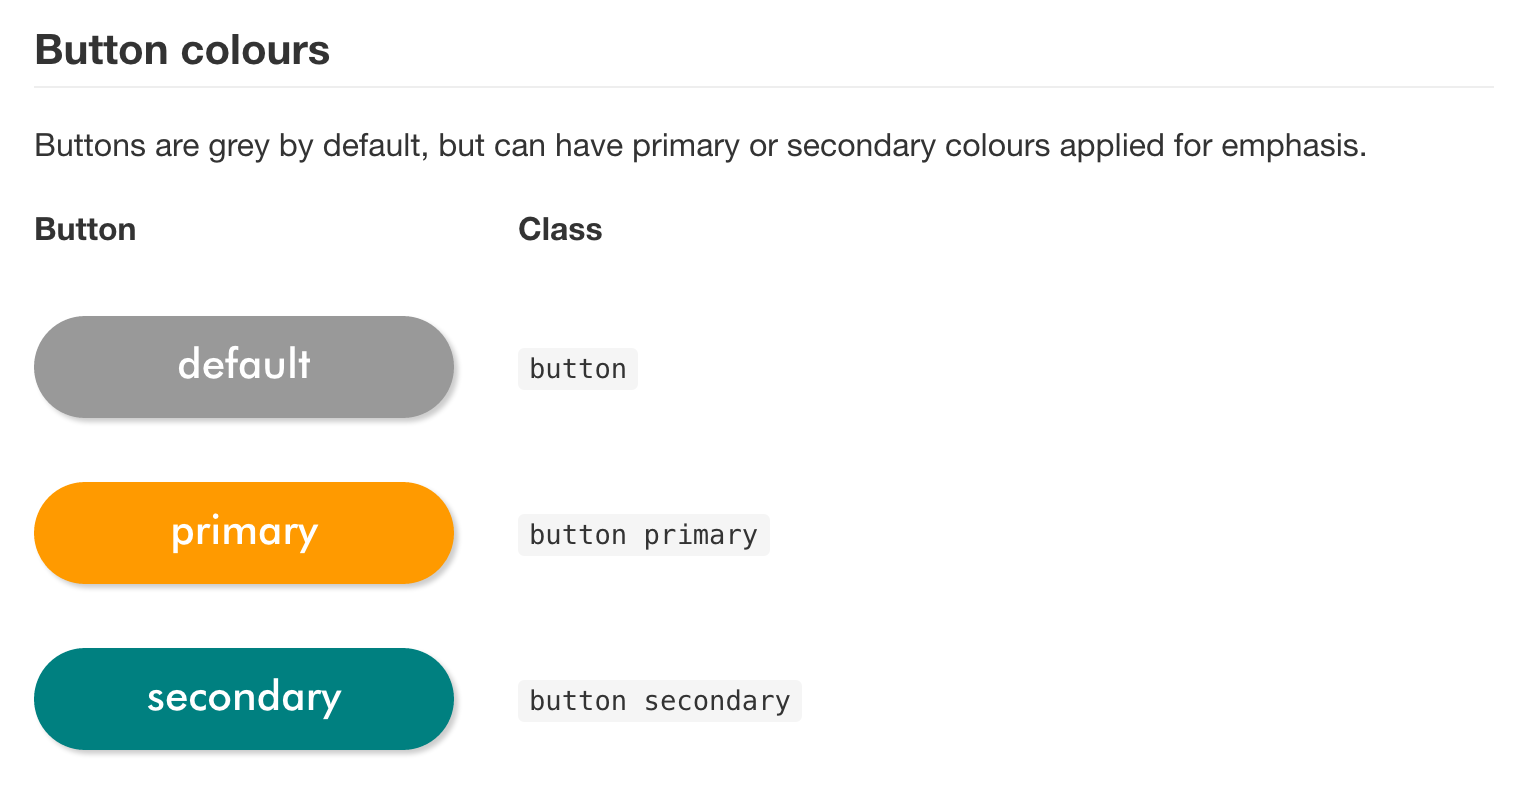 Button colours
Buttons are grey by default, but can have primary or secondary colours applied for emphasis.
Button Class
default button
primary button primary
secondary button secondary